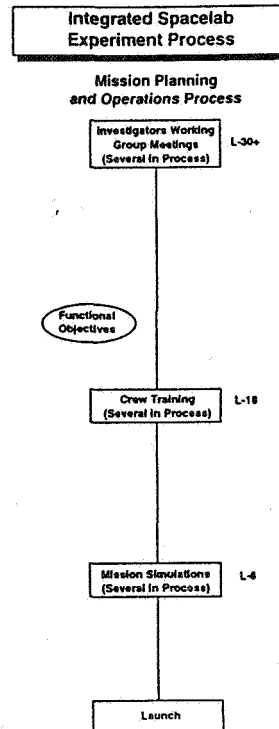 Integrated Spacelab
Experiment Process
Mission Planning
and Operations Process
Investigators Working
Group Meetings
(Several in Process)
L-30+
Functional
Objectives
Crew Training
(Several in Process)
L-18
Mission Simulations
(Several in Process)
L-6
Launch